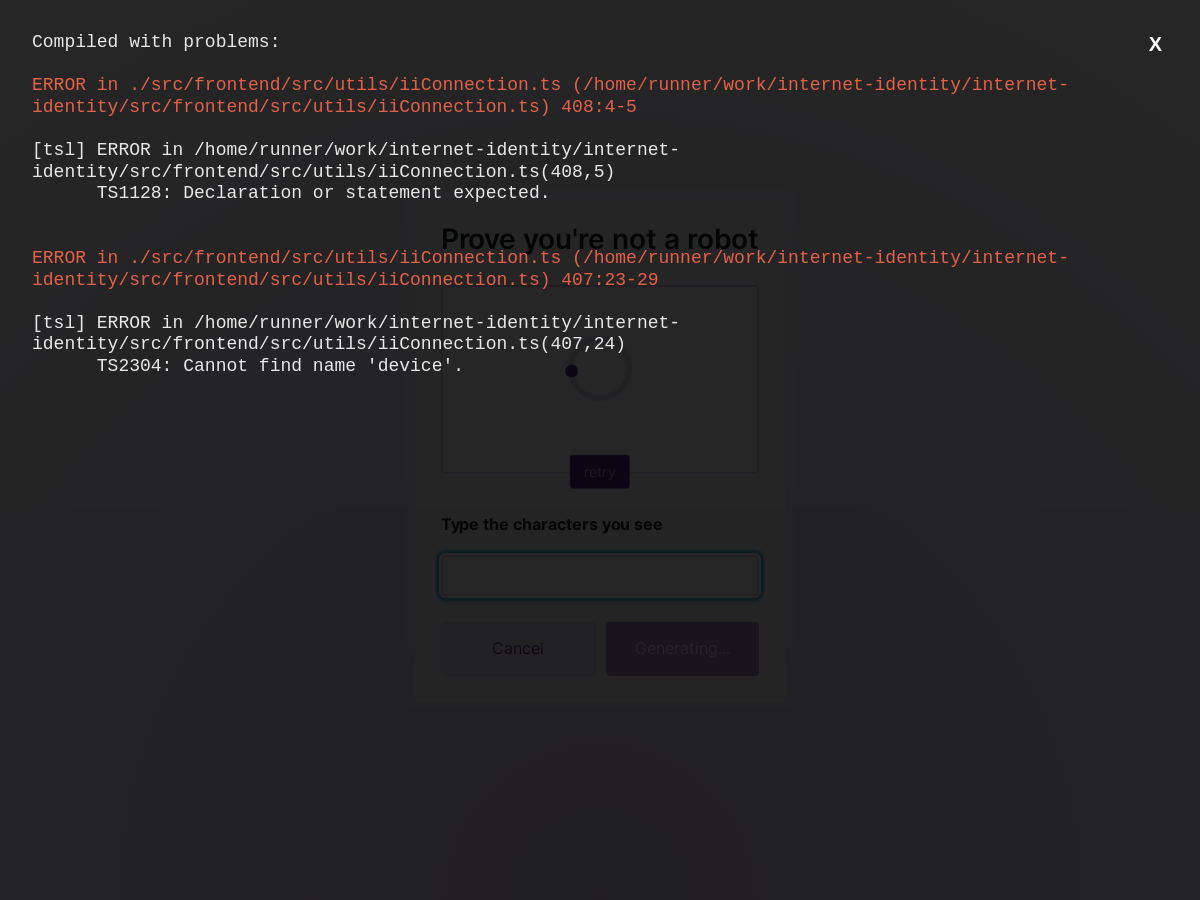 Compiled with problems:
X
ERROR in ./src/frontend/src/utils/iiConnection.ts (/home/runner/work/internet-identity/internet-
identity/src/frontend/src/utils/iiConnection.ts) 408:4-5
[tsl] ERROR in /home/runner/work/internet-identity/internet-
identity/src/frontend/src/utils/iiConnection.ts(408,5)
TS1128: Declaration or statement expected.
Prove you're not a robot
ERROR in ./src/frontend/src/utils/iiConnection.ts (/home/runner/work/internet-identity/internet-
identity/src/frontend/src/utils/iiConnection.ts) 407:23-29
[tsl] ERROR in /home/runner/work/internet-identity/internet-
identity/src/frontend/src/utils/iiConnection.ts(407,24)
TS2304: Cannot find name 'device'.
retry
Type the characters you see
Cancel
Generating...